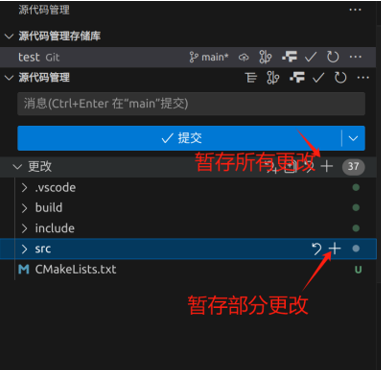 源代码管理
源代码管理存储库
test Git main*
源代码管理
消息(Ctrl+Enter 在"main"提交)
提交
更改 37
暂存所有更改
.vscode
build
include
src
CMakeLists.txt U
暂存部分更改